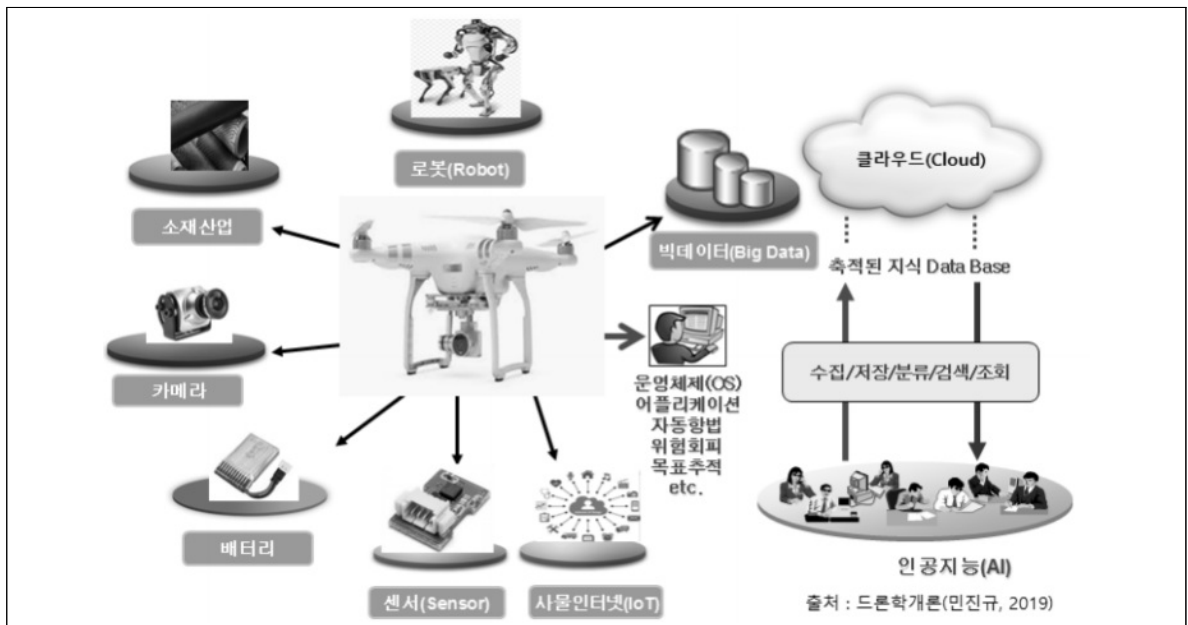 로봇(Robot)
소재산업
클라우드(Cloud)
빅데이터(Big Data)
축적된 지식 Data Base
카메라
운영체제(OS)
어플리케이션
자동항법
위험회피
목표추적
etc.
수집/저장/분류/검색/조회
배터리
센서(Sensor)
사물인터넷(IoT)
인공지능(AI)
출처 : 드론학개론(민진규, 2019)